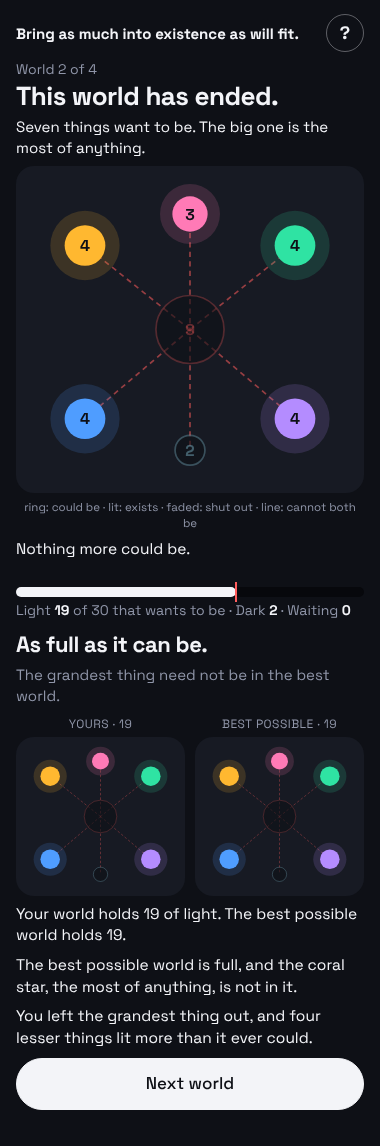 Bring as much into existence as will fit.
?
World 2 of 4
This world has ended.
Seven things want to be. The big one is the
most of anything.
3
4
4
9
4
4
2
ring: could be · lit: exists · faded: shut out · line: cannot both
be
Nothing more could be.
Light 19 of 30 that wants to be · Dark 2 · Waiting 0
As full as it can be.
The grandest thing need not be in the best
world.
YOURS · 19
BEST POSSIBLE · 19
Your world holds 19 of light. The best possible
world holds 19.
The best possible world is full, and the coral
star, the most of anything, is not in it.
You left the grandest thing out, and four
lesser things lit more than it ever could.
Next world